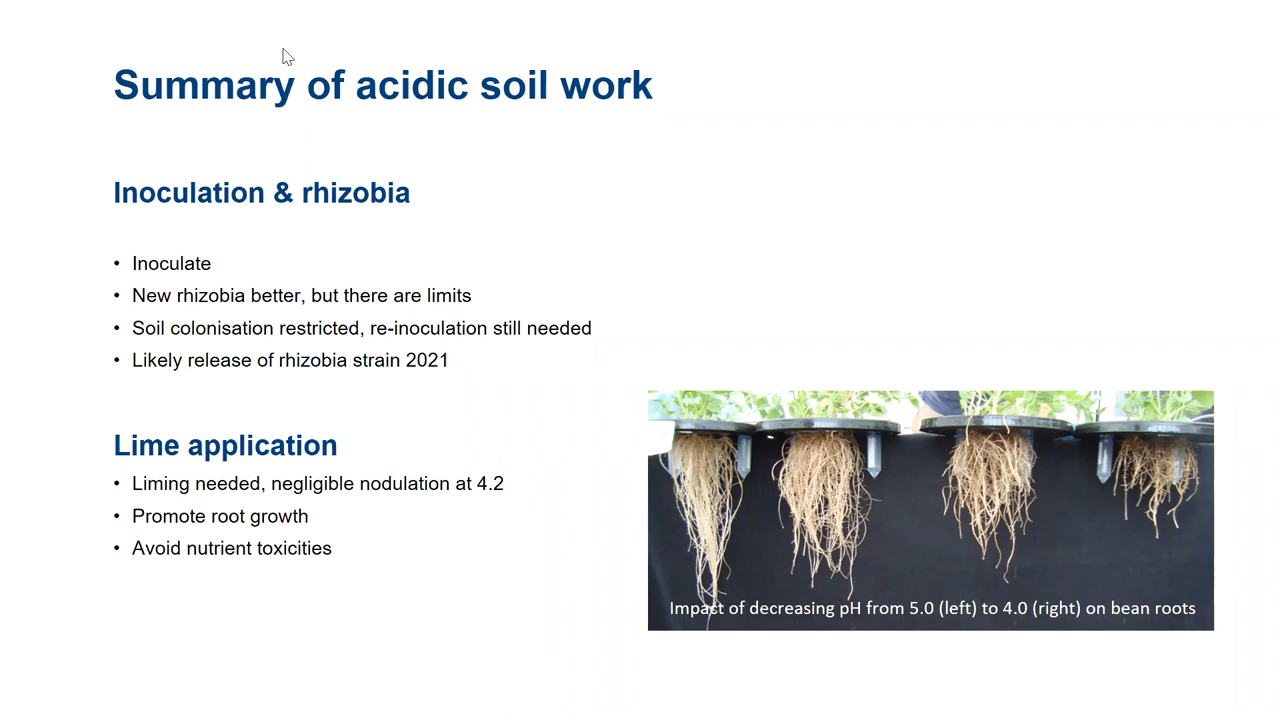 Summary of acidic soil work
Inoculation & rhizobia
• Inoculate
• New rhizobia better, but there are limits
• Soil colonisation restricted, re-inoculation still needed
• Likely release of rhizobia strain 2021
Lime application
• Liming needed, negligible nodulation at 4.2
• Promote root growth
• Avoid nutrient toxicities
Impact of decreasing pH from 5.0 (left) to 4.0 (right) on bean roots